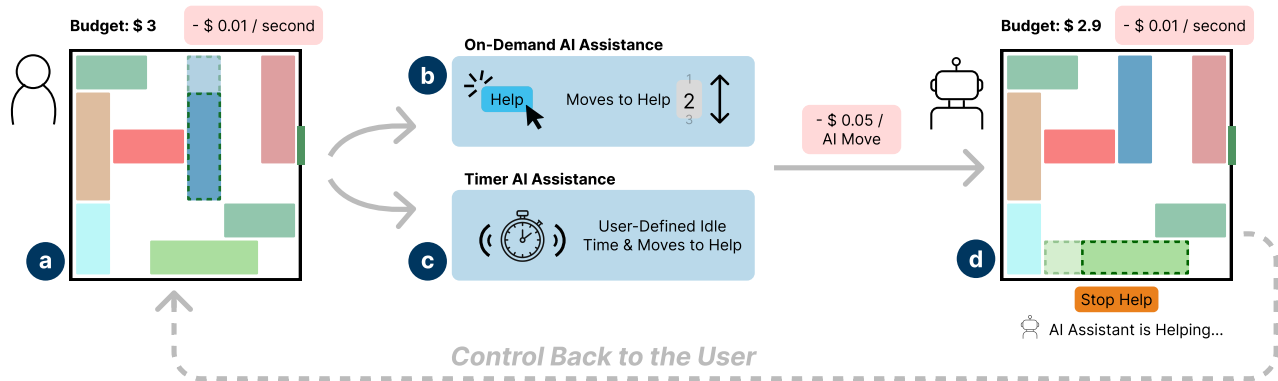 Budget: $ 3
- $ 0.01 / second
a
On-Demand AI Assistance
b
Help
Moves to Help
1
2
3
Timer AI Assistance
c
User-Defined Idle
Time & Moves to Help
- $ 0.05 /
AI Move
Budget: $ 2.9
- $ 0.01 / second
d
Stop Help
AI Assistant is Helping...
Control Back to the User